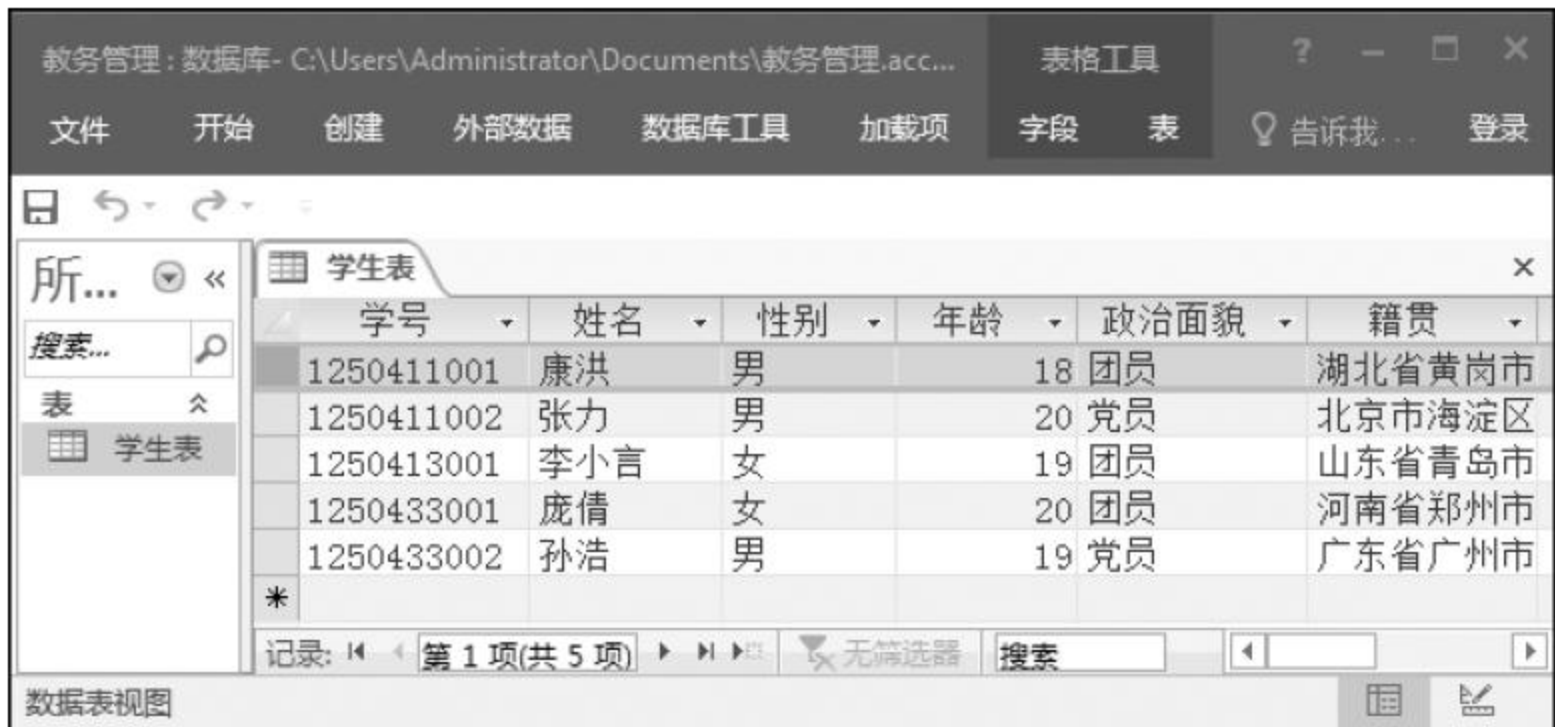 教务管理 : 数据库- C:\Users\Administrator\Documents\教务管理.acc... 表格工具 ?
文件 开始 创建 外部数据 数据库工具 加载项 字段 表 告诉我... 登录
所... «
搜索...
表
学生表
学生表
学号 姓名 性别 年龄 政治面貌 籍贯
1250411001 康洪 男 18 团员 湖北省黄岗市
1250411002 张力 男 20 党员 北京市海淀区
1250413001 李小言 女 19 团员 山东省青岛市
1250433001 庞倩 女 20 团员 河南省郑州市
1250433002 孙浩 男 19 党员 广东省广州市
*
记录: 第 1 项(共 5 项) 无筛选器 搜索
数据表视图